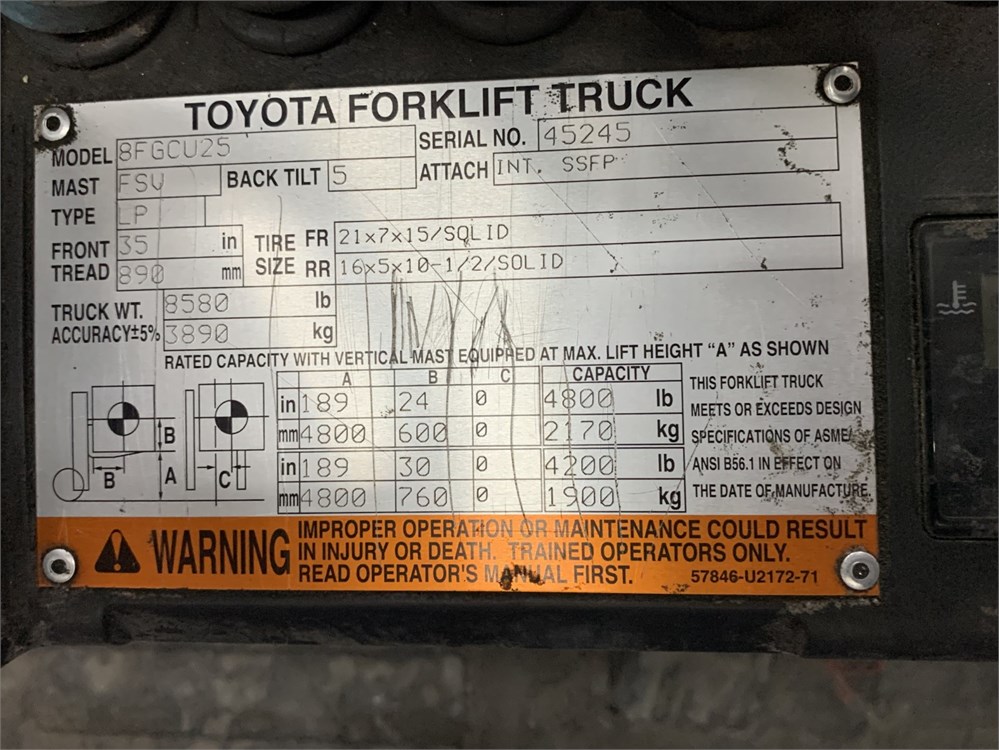 TOYOTA FORKLIFT TRUCK
MODEL 8FGCU25 SERIAL NO. 45245
MAST FSV BACK TILT 5 ATTACH INT. SSFP
TYPE LP
FRONT TREAD 35 in 890 mm
TIRE SIZE FR 21x7x15/SOLID
RR 16x5x10-1/2/SOLID
TRUCK WT. 8580 lb
ACCURACY±5% 3890 kg
RATED CAPACITY WITH VERTICAL MAST EQUIPPED AT MAX. LIFT HEIGHT “A” AS SHOWN
A B C CAPACITY
in 189 24 0 4800 lb
mm 4800 600 0 2170 kg
in 189 30 0 4200 lb
mm 4800 760 0 1900 kg
B
B A C
THIS FORKLIFT TRUCK
MEETS OR EXCEEDS DESIGN
SPECIFICATIONS OF ASME/
ANSI B56.1 IN EFFECT ON
THE DATE OF MANUFACTURE.
WARNING
IMPROPER OPERATION OR MAINTENANCE COULD RESULT
IN INJURY OR DEATH. TRAINED OPERATORS ONLY.
READ OPERATOR'S MANUAL FIRST. 57846-U2172-71